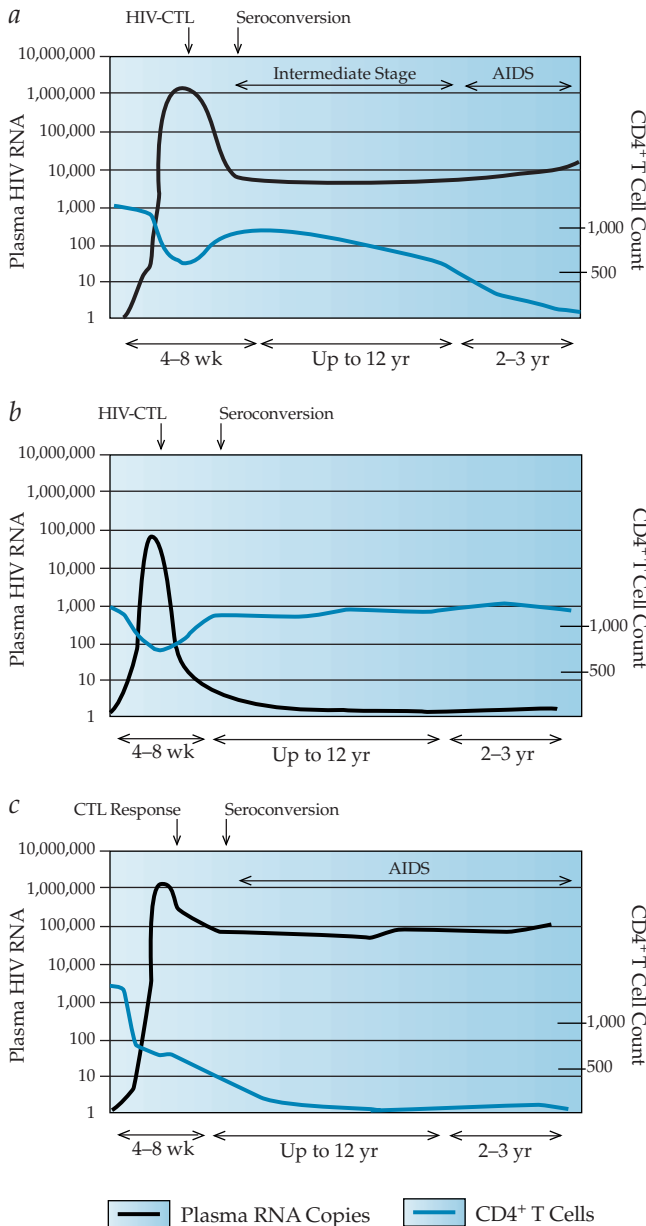 a
HIV-CTL Seroconversion
10,000,000
1,000,000
100,000
10,000
1,000
100
10
1
Plasma HIV RNA
Intermediate Stage AIDS
1,000
500
CD4+ T Cell Count
4–8 wk Up to 12 yr 2–3 yr
b
HIV-CTL Seroconversion
10,000,000
1,000,000
100,000
10,000
1,000
100
10
1
Plasma HIV RNA
1,000
500
CD4+ T Cell Count
4–8 wk Up to 12 yr 2–3 yr
c
CTL Response Seroconversion
10,000,000
1,000,000
100,000
10,000
1,000
100
10
1
Plasma HIV RNA
AIDS
1,000
500
CD4+ T Cell Count
4–8 wk Up to 12 yr 2–3 yr
Plasma RNA Copies CD4+ T Cells